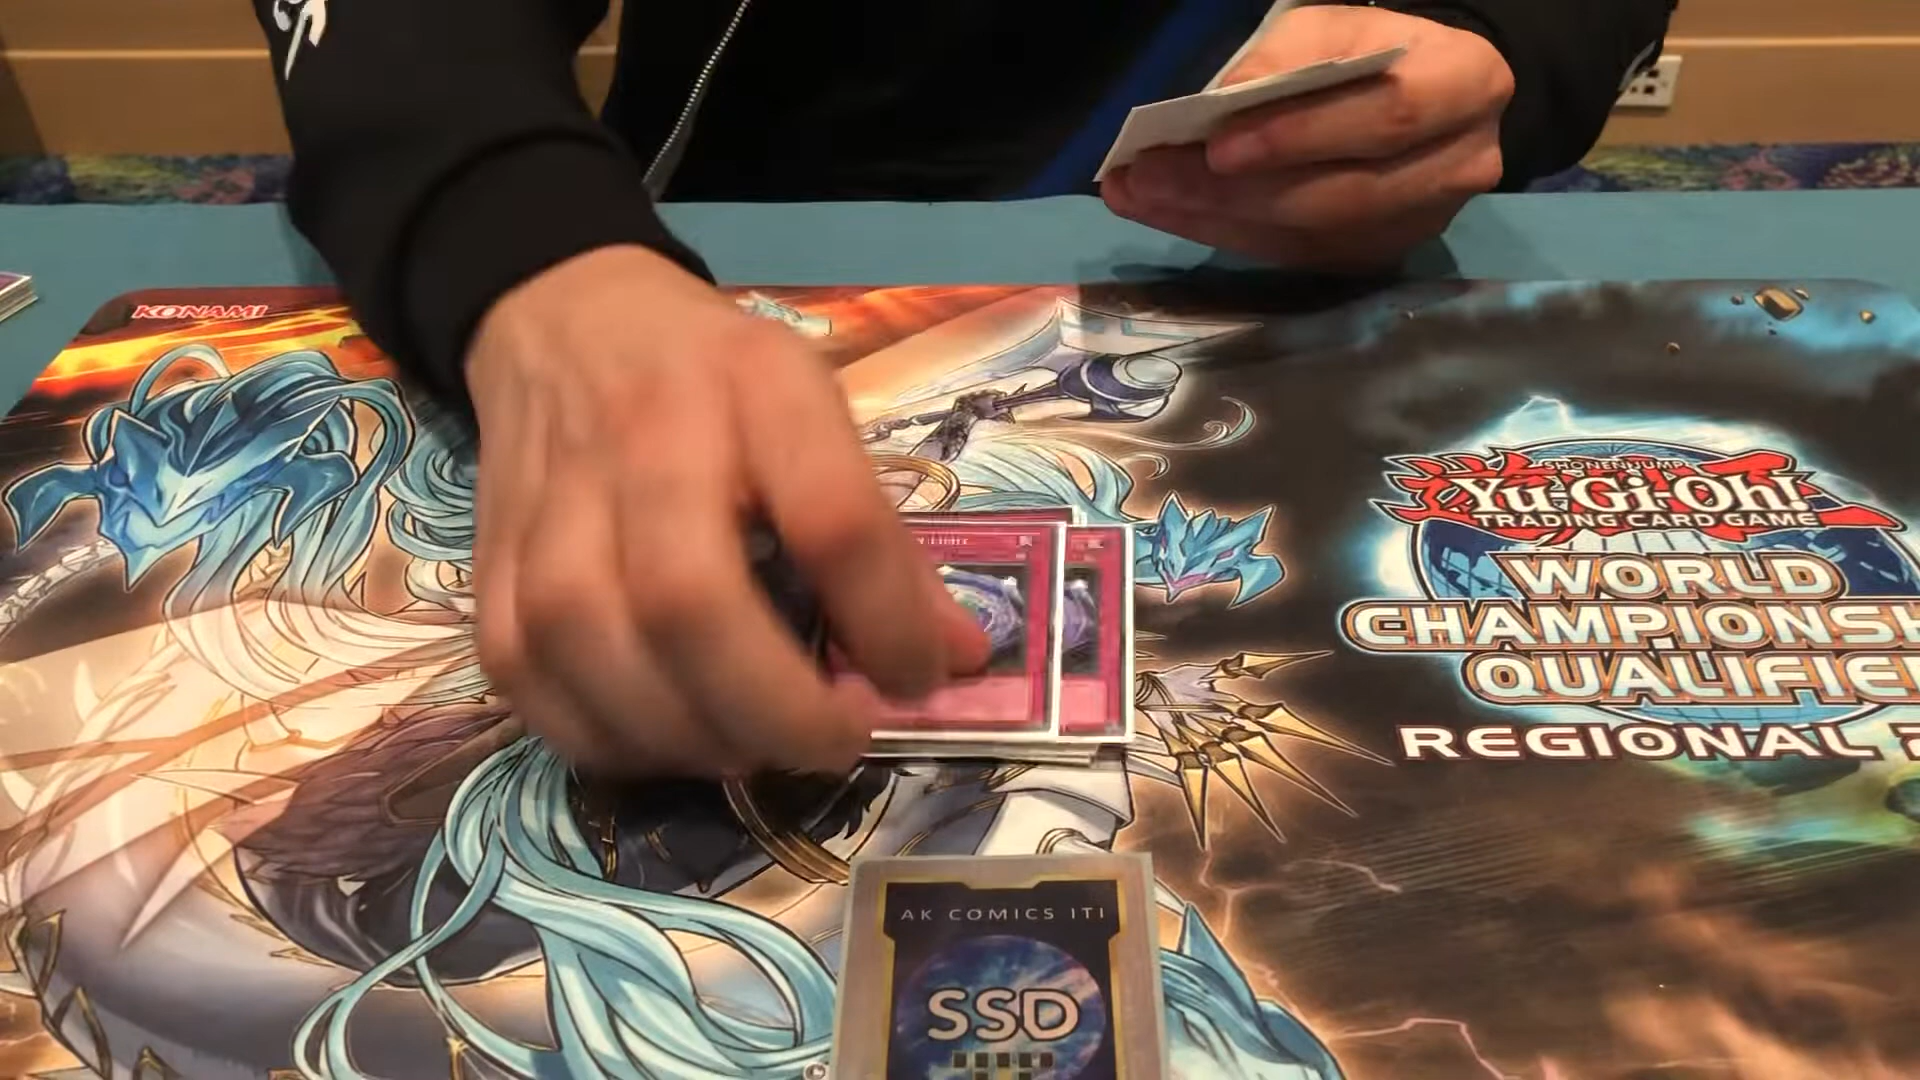 KONAMI
SHONEN JUMP
Yu-Gi-Oh!
TRADING CARD GAME
WORLD
CHAMPIONSH
QUALIFIE
REGIONAL
AK COMICS ITI
SSD